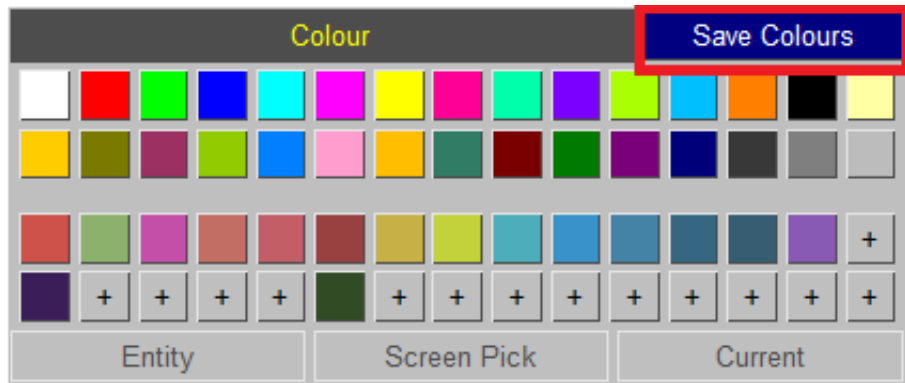 Colour Save Colours
+
+ + + + + + + + + + + + +
Entity Screen Pick Current